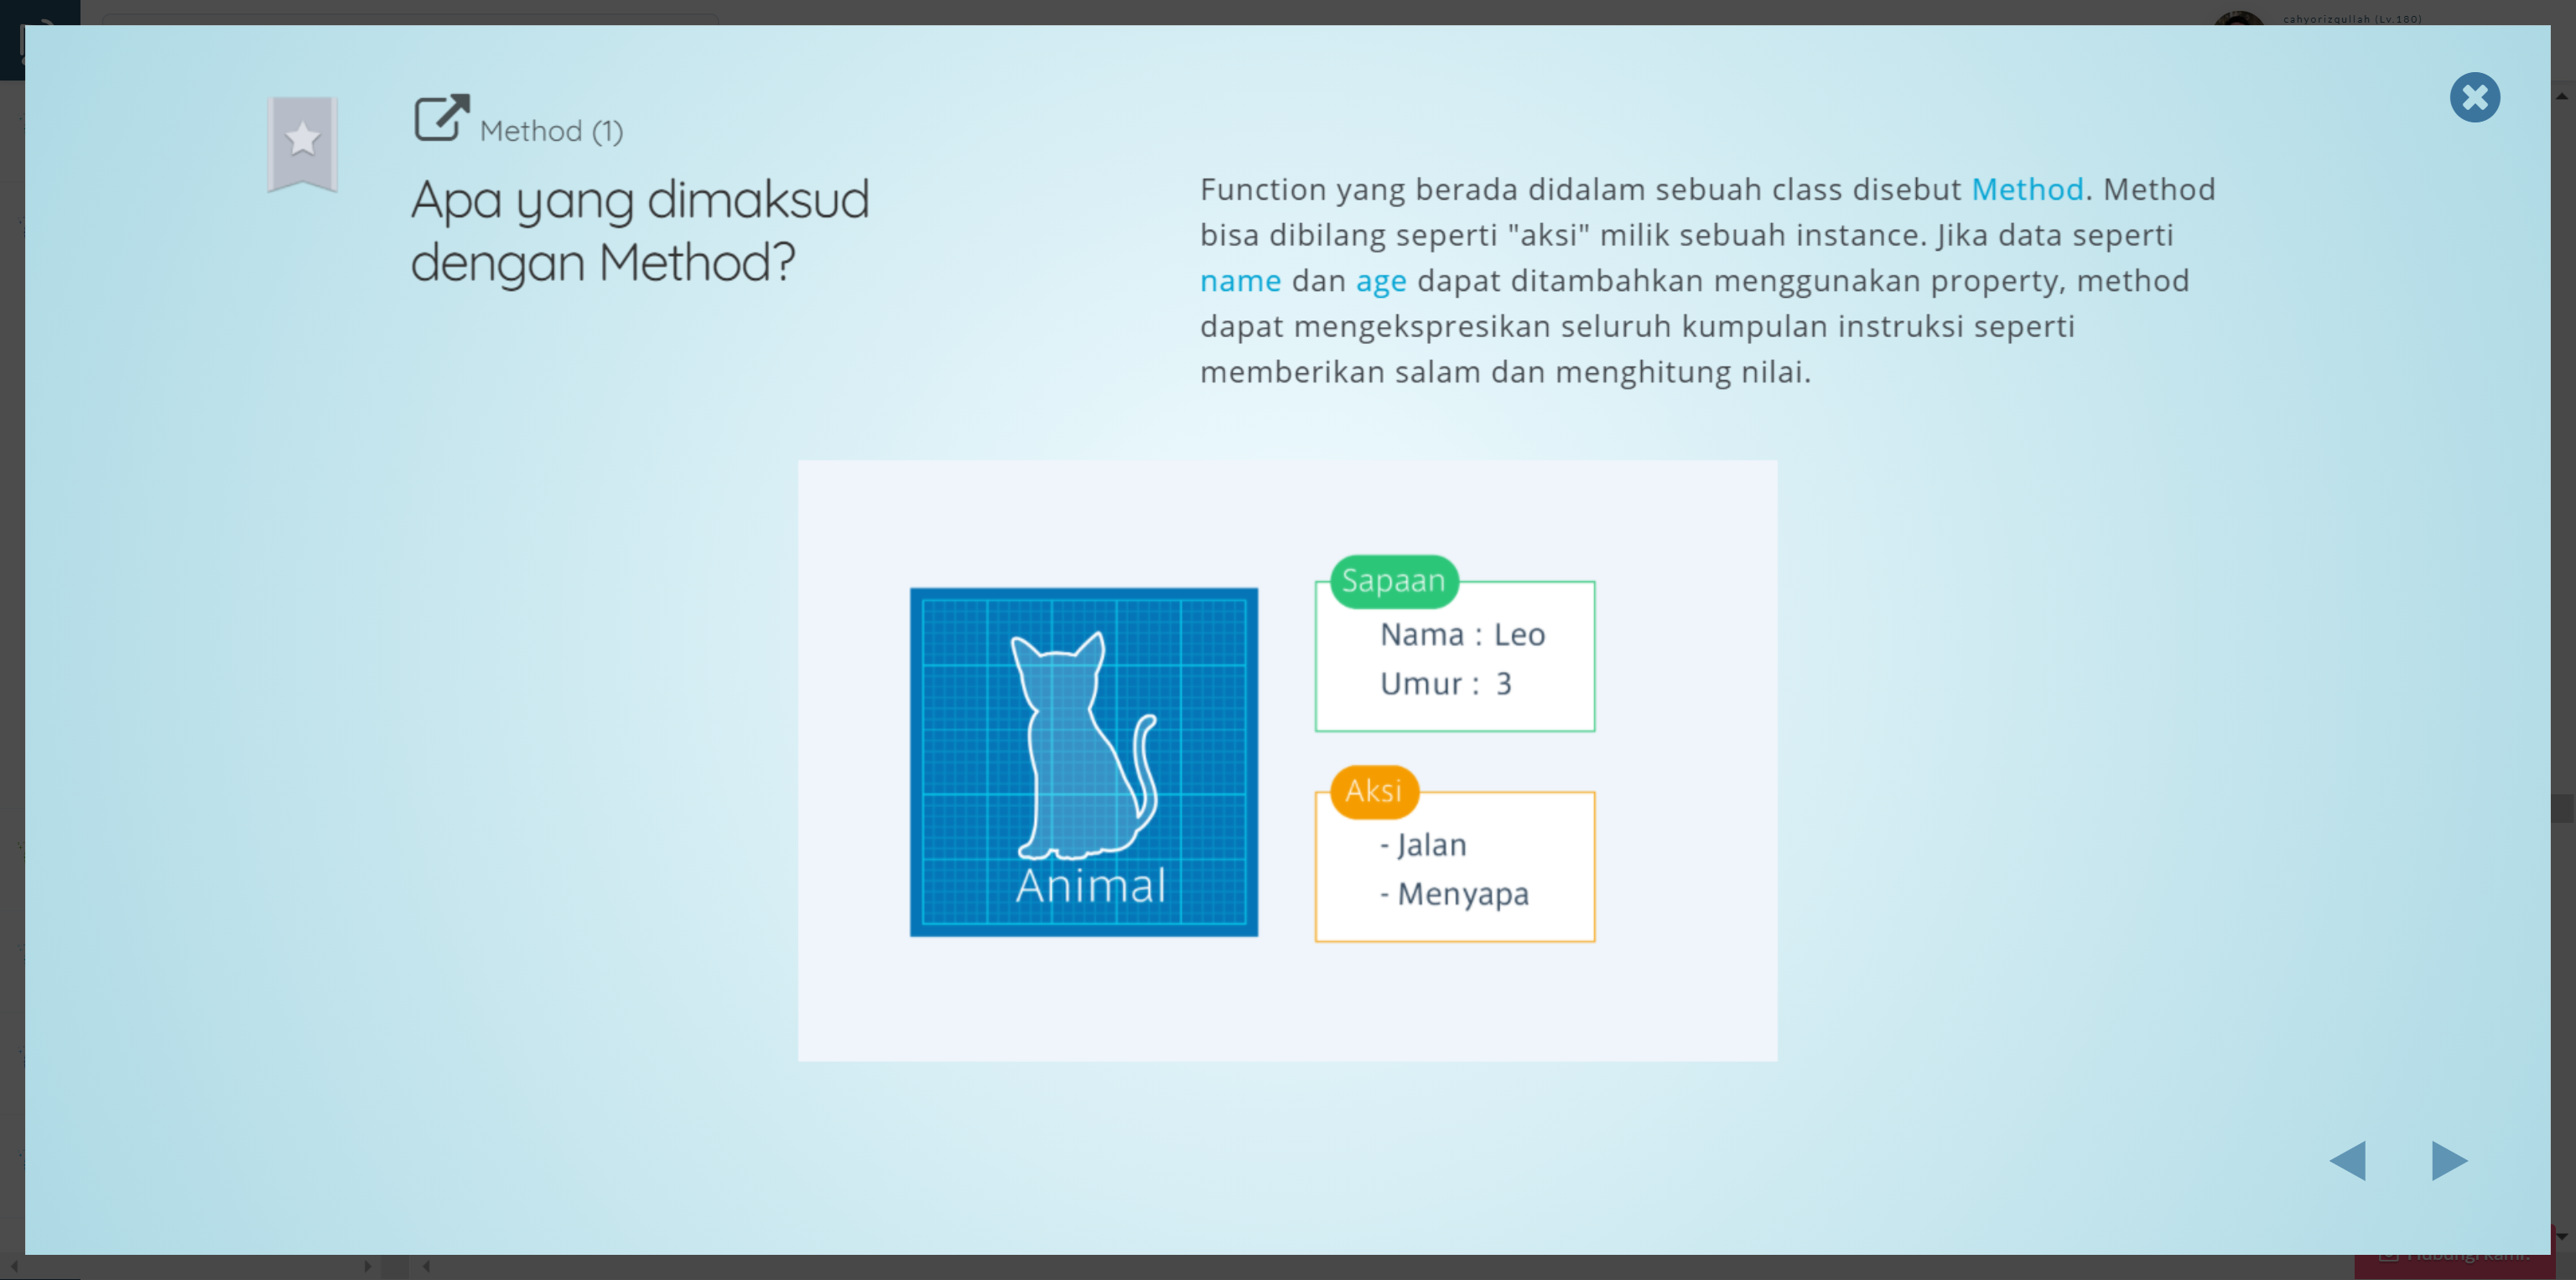 cahyorizqullah (Lv.180)
Method (1)
Apa yang dimaksud
dengan Method?
Function yang berada didalam sebuah class disebut Method. Method
bisa dibilang seperti "aksi" milik sebuah instance. Jika data seperti
name dan age dapat ditambahkan menggunakan property, method
dapat mengekspresikan seluruh kumpulan instruksi seperti
memberikan salam dan menghitung nilai.
Animal
Sapaan
Nama : Leo
Umur : 3
Aksi
- Jalan
- Menyapa